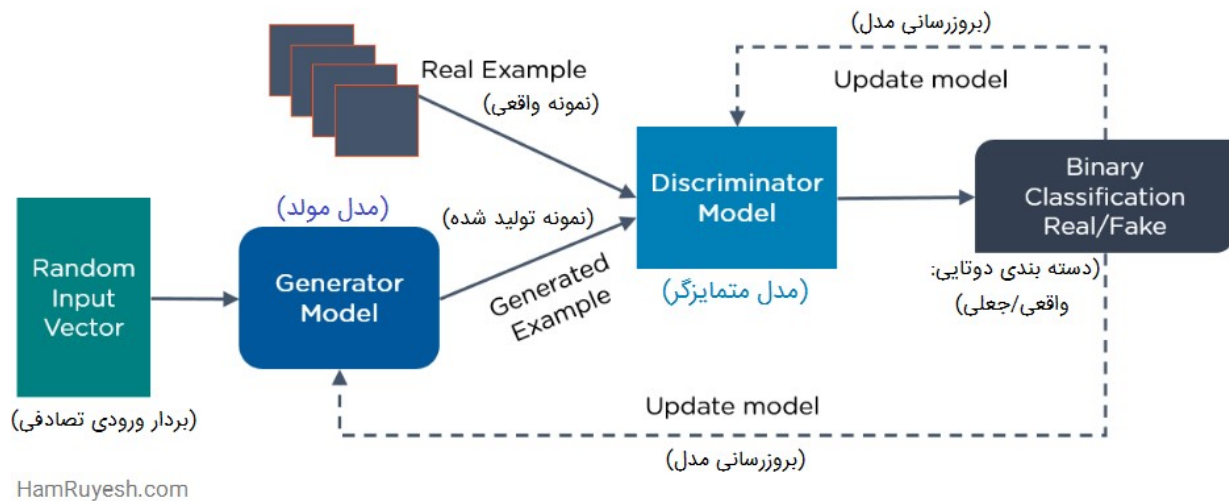 (بروزرسانی مدل)
Update model
Real Example
(نمونه واقعی)
Binary
Classification
Real/Fake
(دسته بندی دوتایی:
واقعی/جعلی)
Discriminator
Model
(مدل متمایزگر)
(مدل مولد)
(نمونه تولید شده)
Generator
Model
Generated
Example
Random
Input
Vector
(بردار ورودی تصادفی)
Update model
(بروزرسانی مدل)
HamRuyesh.com